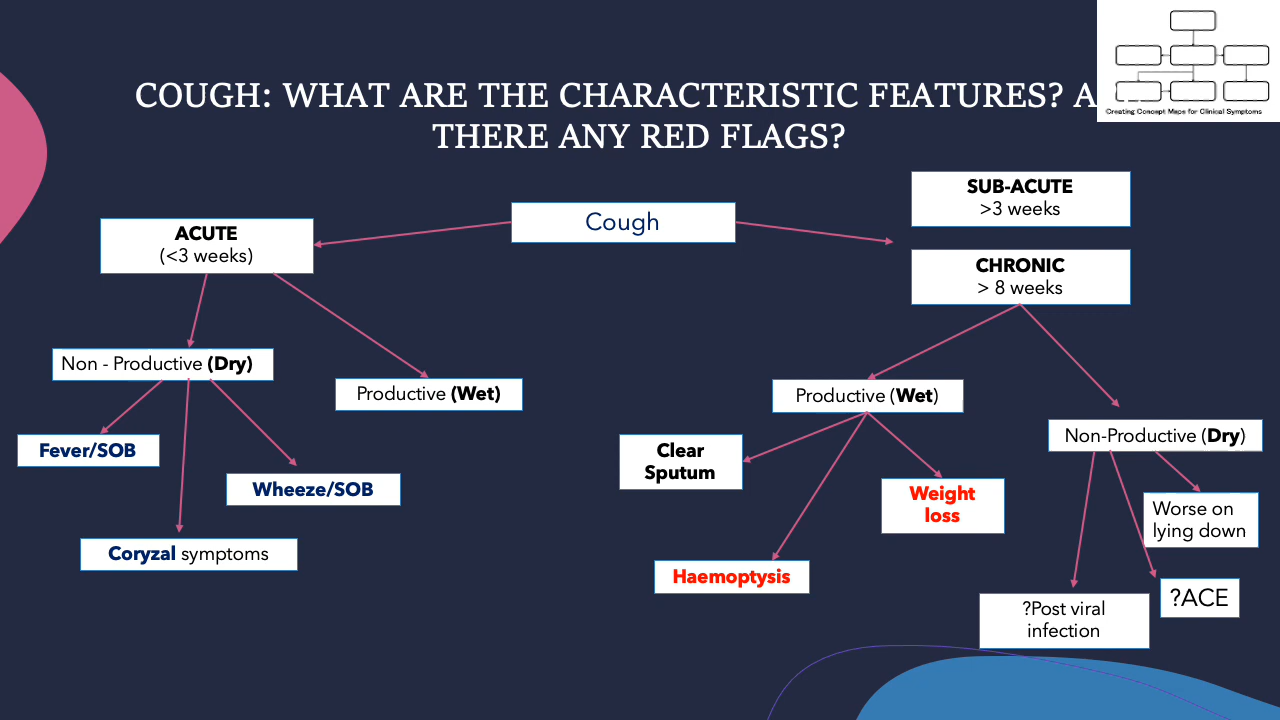 COUGH: WHAT ARE THE CHARACTERISTIC FEATURES?
THERE ANY RED FLAGS?
©Creating Concept Maps for Clinical Symptoms
Cough
ACUTE
(<3 weeks)
SUB-ACUTE
>3 weeks
CHRONIC
> 8 weeks
Non - Productive (Dry)
Productive (Wet)
Fever/SOB
Wheeze/SOB
Coryzal symptoms
Productive (Wet)
Non-Productive (Dry)
Clear
Sputum
Weight
loss
Haemoptysis
Worse on
lying down
?ACE
?Post viral
infection